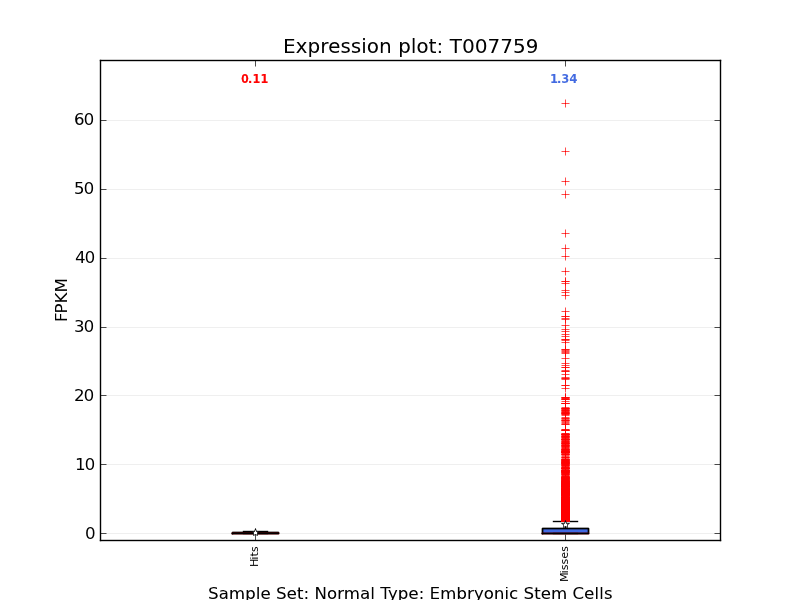 Expression plot: T007759
0.11
1.34
60
50
40
30
20
10
0
FPKM
Hits
Misses
Sample Set: Normal Type: Embryonic Stem Cells